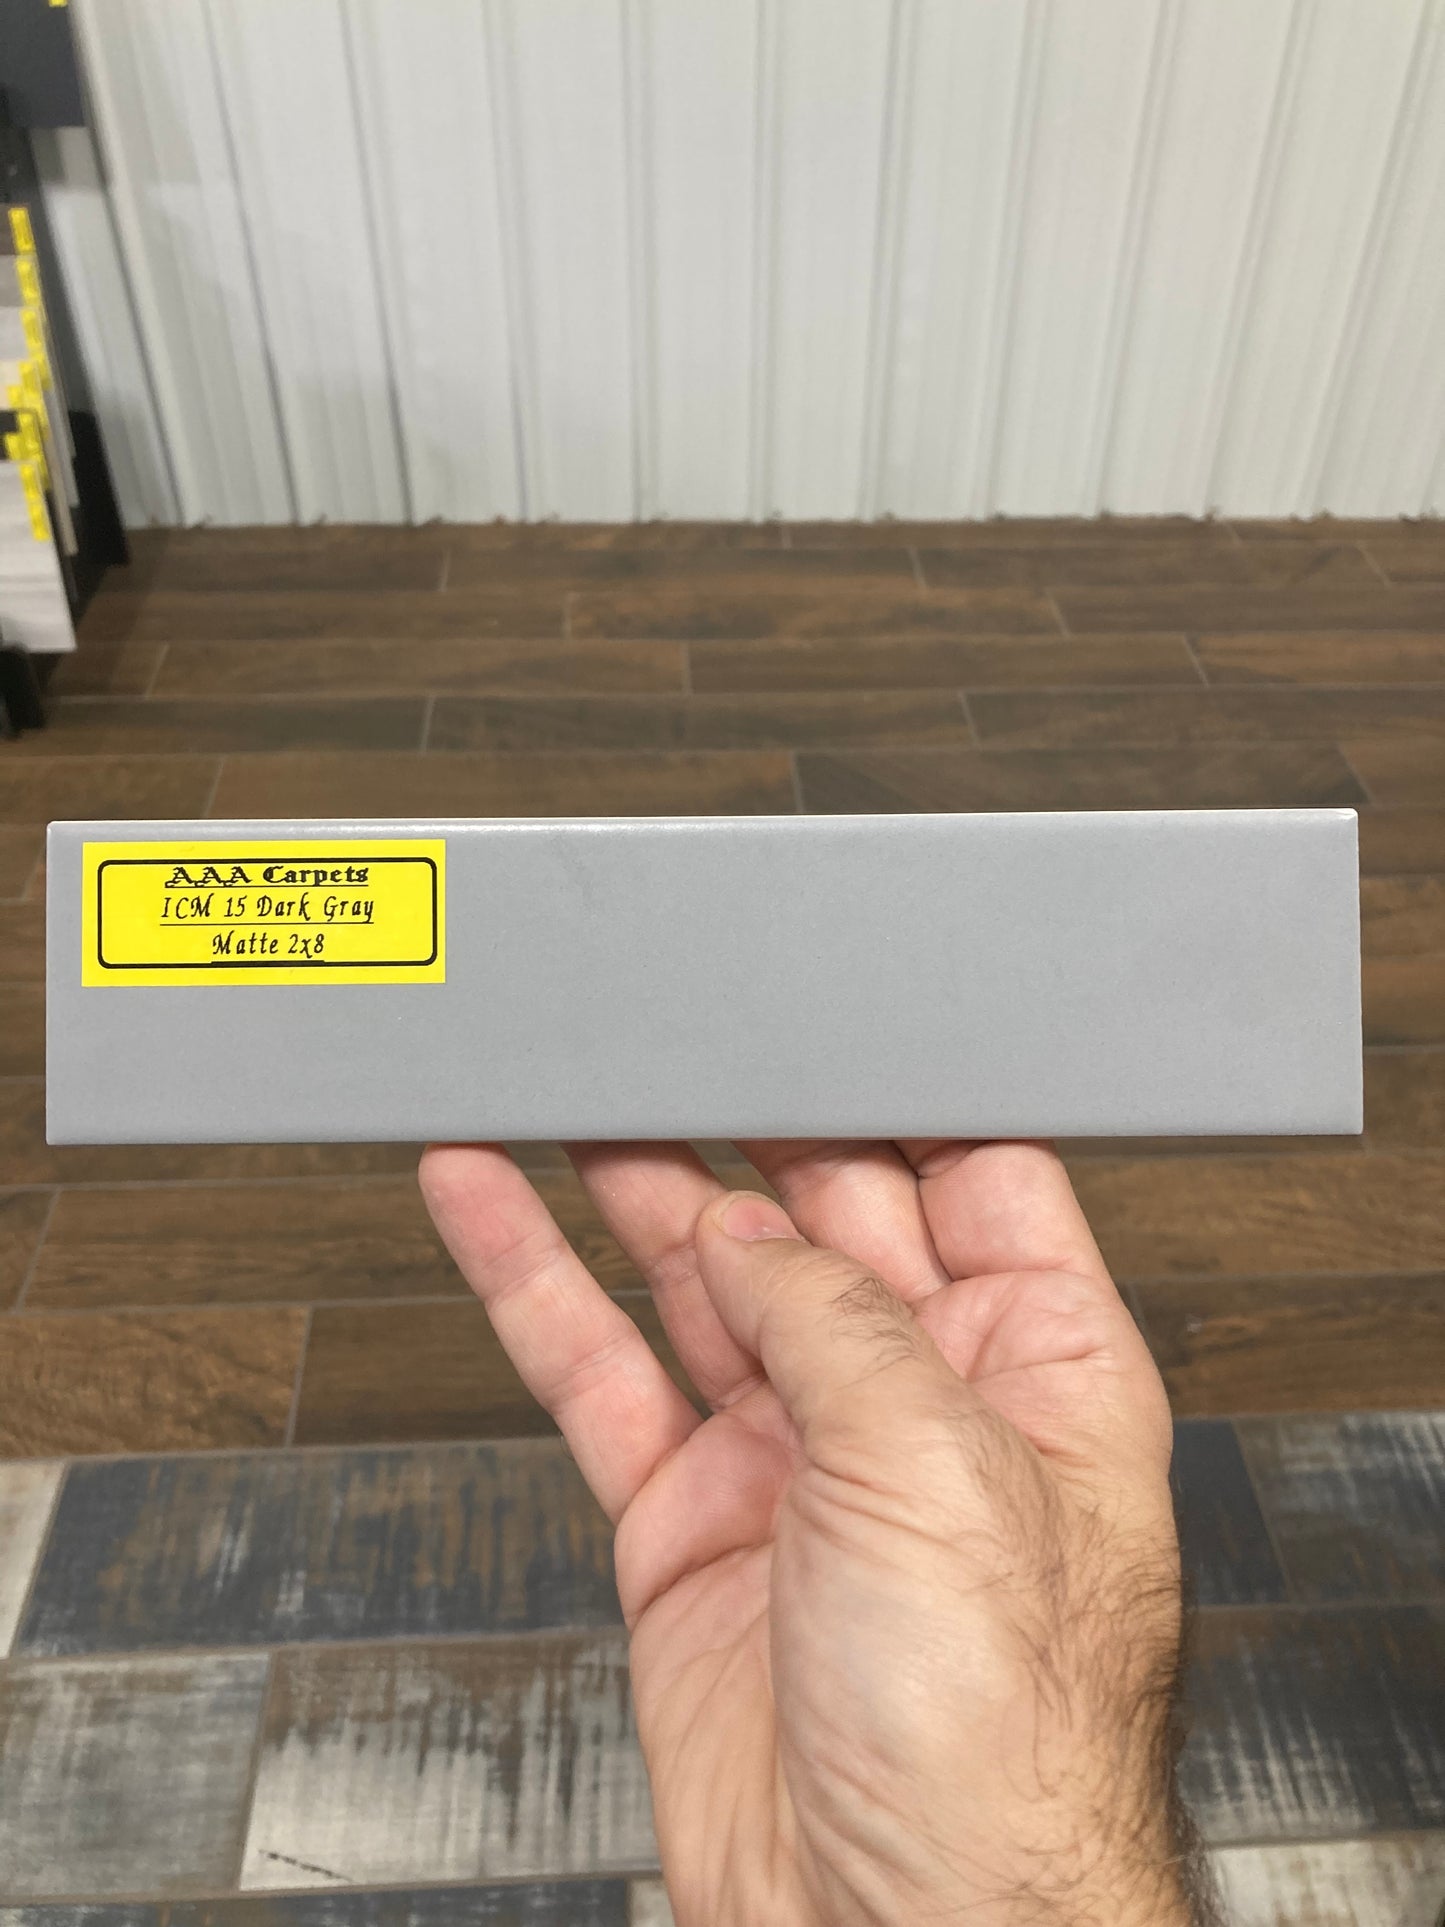 AAA Carpets
ICM 15 Dark Gray
Matte 2x8